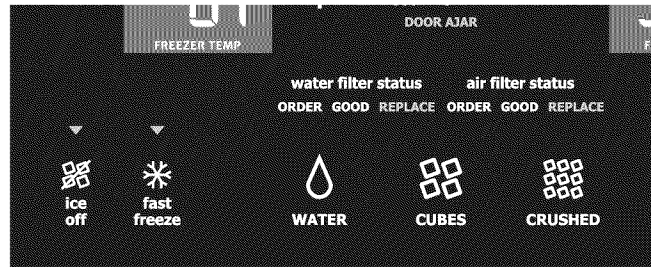 DOOR AJAR
FREEZER TEMP
water filter status air filter status
ORDER GOOD REPLACE ORDER GOOD REPLACE
ice off
fast freeze
WATER
CUBES
CRUSHED